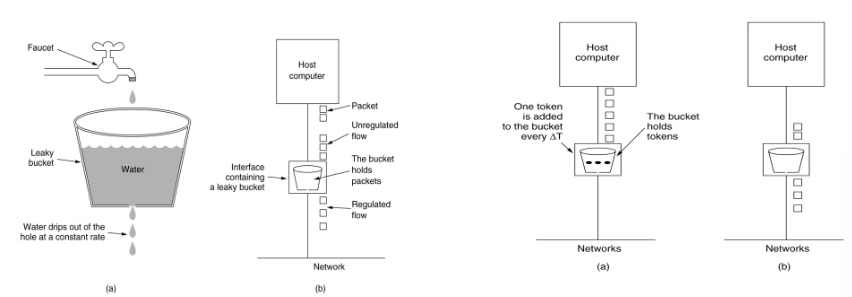 Faucet
Leaky
bucket
Water
Water drips out of the
hole at a constant rate
(a)
Host
computer
Packet
Unregulated
flow
Interface
containing
a leaky bucket
The bucket
holds
packets
Regulated
flow
Network
(b)
Host
computer
One token
is added
to the bucket
every ΔT
The bucket
holds
tokens
Networks
(a)
Host
computer
Networks
(b)